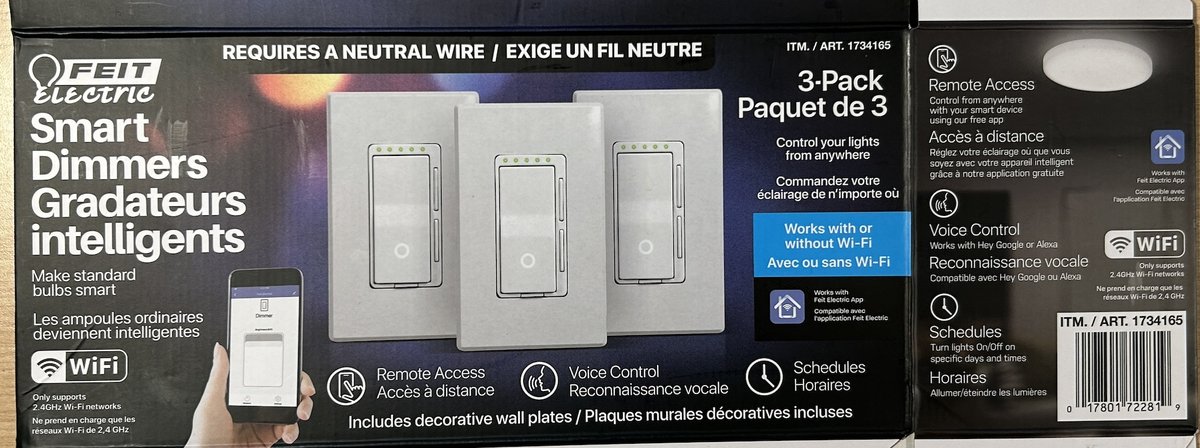 REQUIRES A NEUTRAL WIRE / EXIGE UN FIL NEUTRE
ITM. / ART. 1734165
FEIT
Electric
Smart
Dimmers
Gradateurs
intelligents
Make standard
bulbs smart
Les ampoules ordinaires
deviennent intelligentes
WiFi
Only supports
2.4GHz Wi-Fi networks
Ne prend en charge que les
réseaux Wi-Fi de 2,4 GHz
Dimmer
3-Pack
Paquet de 3
Control your lights
from anywhere
Commandez votre
éclairage de n'importe où
Works with or
without Wi-Fi
Avec ou sans Wi-Fi
Works with
Feit Electric App
Compatible avec
l'application Feit Electric
Remote Access
Accès à distance
Voice Control
Reconnaissance vocale
Schedules
Horaires
Includes decorative wall plates / Plaques murales décoratives incluses
Remote Access
Control from anywhere
with your smart device
using our free app
Accès à distance
Réglez votre éclairage où que vous
soyez avec votre appareil intelligent
grâce à notre application gratuite
Works with
Feit Electric App
Compatible avec
l'application Feit Electric
Voice Control
Works with Hey Google or Alexa
Reconnaissance vocale
Compatible avec Hey Google ou Alexa
WiFi
Only supports
2.4GHz Wi-Fi networks
Ne prend en charge que les
réseaux Wi-Fi de 2,4 GHz
Schedules
Turn lights On/Off on
specific days and times
Horaires
Allumer/éteindre les lumières
ITM. / ART. 1734165
0 17801 72281 9